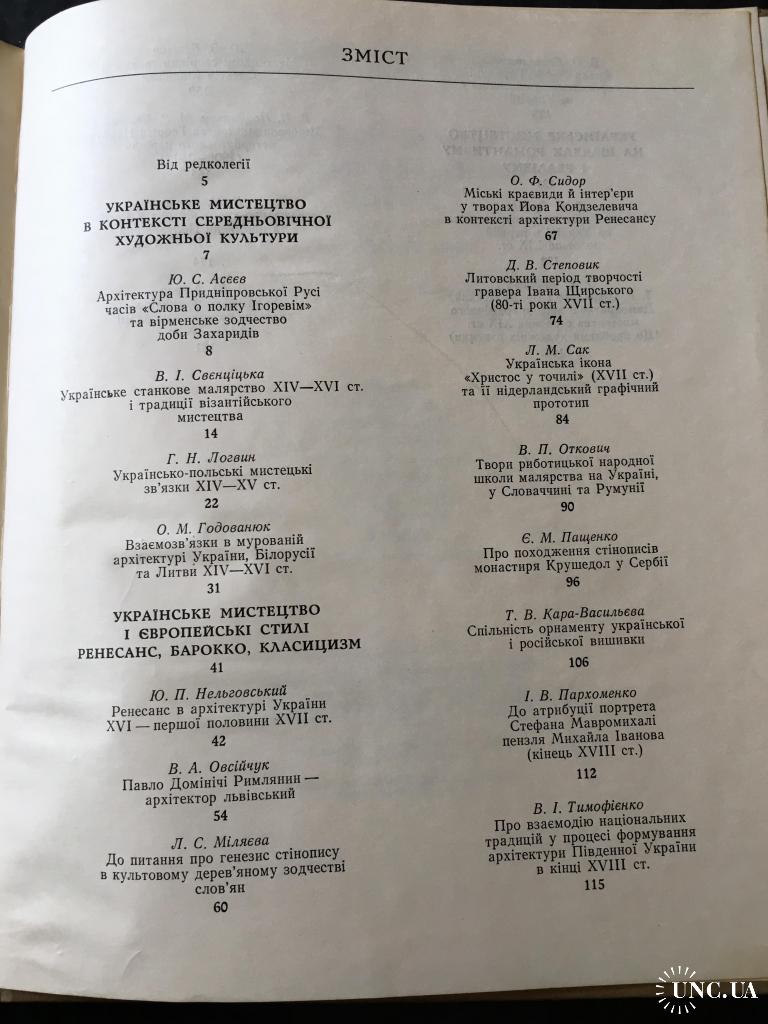 ЗМІСТ
Від редколегії
5
УКРАЇНСЬКЕ МИСТЕЦТВО
В КОНТЕКСТІ СЕРЕДНЬОВІЧНОЇ
ХУДОЖНЬОЇ КУЛЬТУРИ
7
Ю. С. Асєєв
Архітектура Придніпровської Русі
часів «Слова о полку Ігоревім»
та вірменське зодчество
доби Захаридів
8
В. І. Свєнціцька
Українське станкове малярство XIV—XVI ст.
і традиції візантійського
мистецтва
14
Г. Н. Логвин
Українсько-польські мистецькі
зв'язки XIV—XV ст.
22
О. М. Годованюк
Взаємозв'язки в мурованій
архітектурі України, Білорусії
та Литви XIV—XVI ст.
31
УКРАЇНСЬКЕ МИСТЕЦТВО
І ЄВРОПЕЙСЬКІ СТИЛІ
РЕНЕСАНС, БАРОККО, КЛАСИЦИЗМ
41
Ю. П. Нельговський
Ренесанс в архітектурі України
XVI — першої половини XVII ст.
42
В. А. Овсійчук
Павло Домінічі Римлянин —
архітектор львівський
54
Л. С. Міляєва
До питання про генезис стінопису
в культовому дерев'яному зодчестві
слов'ян
60
О. Ф. Сидор
Міські краєвиди й інтер'єри
у творах Йова Кондзелевича
в контексті архітектури Ренесансу
67
Д. В. Степовик
Литовський період творчості
гравера Івана Щирського
(80-ті роки XVII ст.)
74
Л. М. Сак
Українська ікона
«Христос у точилі» (XVII ст.)
та її нідерландський графічний
прототип
84
В. П. Откович
Твори риботицької народної
школи малярства на Україні,
у Словаччині та Румунії
90
Є. М. Пащенко
Про походження стінописів
монастиря Крушедол у Сербії
96
Т. В. Кара-Васильєва
Спільність орнаменту української
і російської вишивки
106
І. В. Пархоменко
До атрибуції портрета
Стефана Мавромихалі
пензля Михайла Іванова
(кінець XVIII ст.)
112
В. І. Тимофієнко
Про взаємодію національних
традицій у процесі формування
архітектури Південної України
в кінці XVIII ст.
115
UNC.UA